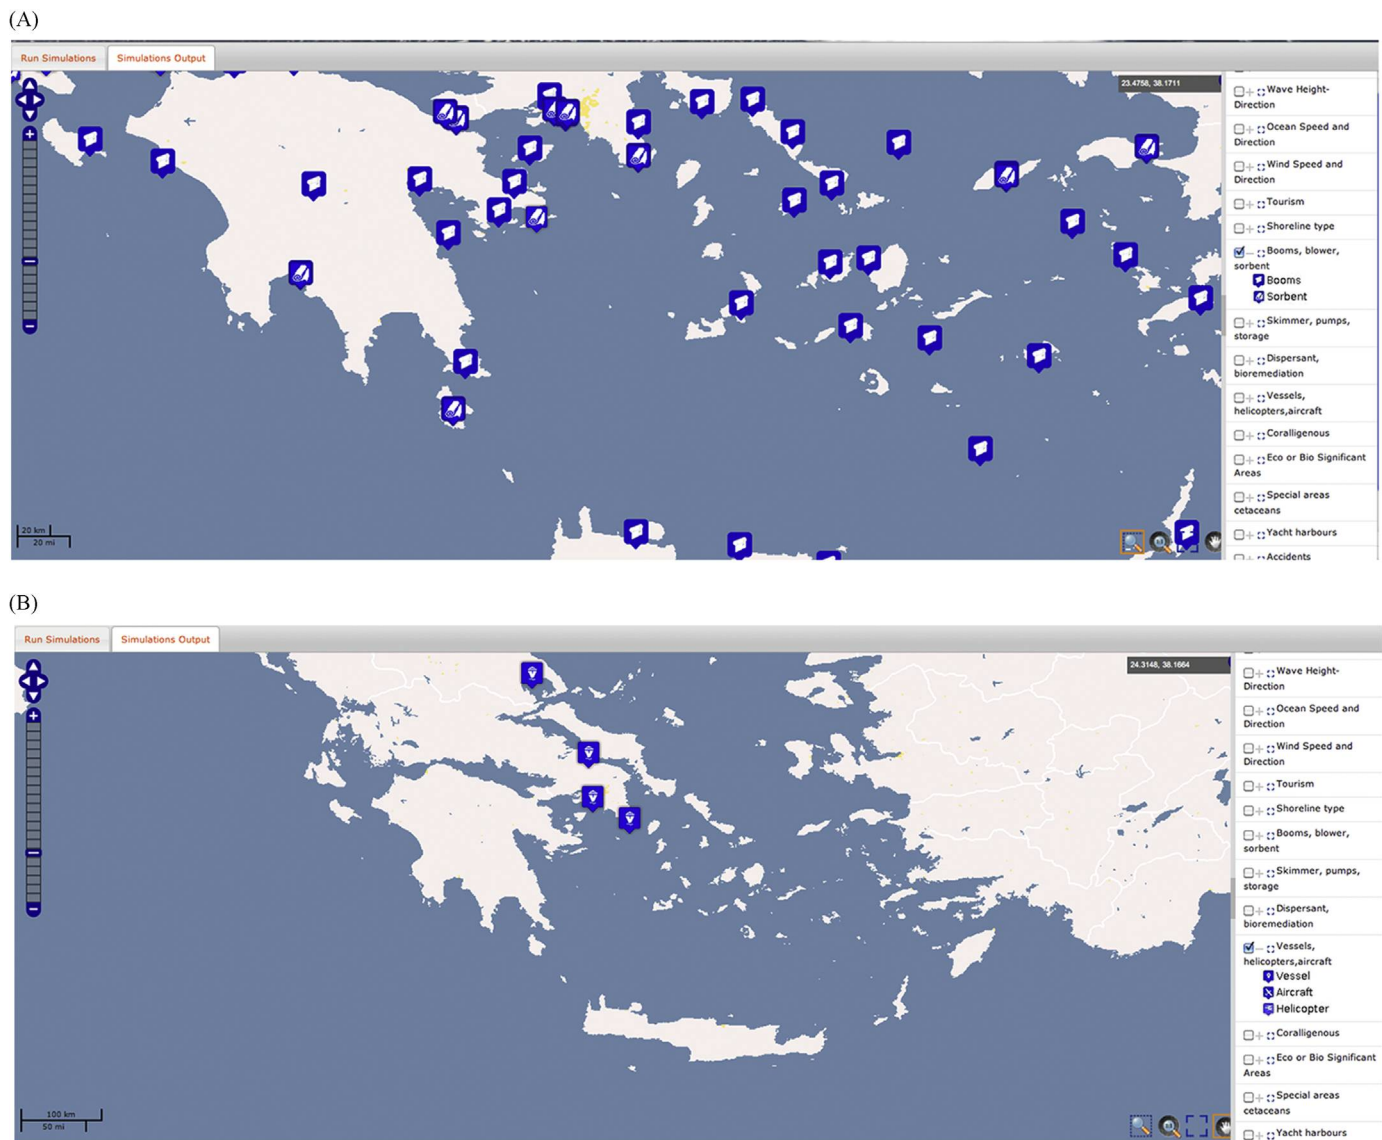 (A)
Run Simulations
Simulations Output
23.4758, 38.1711
Wave Height-
Direction
Ocean Speed and
Direction
Wind Speed and
Direction
Tourism
Shoreline type
Booms, blower,
sorbent
Booms
Sorbent
Skimmer, pumps,
storage
Dispersant,
bioremediation
Vessels,
helicopters,aircraft
Coralligenous
Eco or Bio Significant
Areas
Special areas
cetaceans
Yacht harbours
Accidents
20 km
20 mi
(B)
Run Simulations
Simulations Output
24.3148, 38.1664
Wave Height-
Direction
Ocean Speed and
Direction
Wind Speed and
Direction
Tourism
Shoreline type
Booms, blower,
sorbent
Skimmer, pumps,
storage
Dispersant,
bioremediation
Vessels,
helicopters,aircraft
Vessel
Aircraft
Helicopter
Coralligenous
Eco or Bio Significant
Areas
Special areas
cetaceans
Yacht harbours
100 km
50 mi